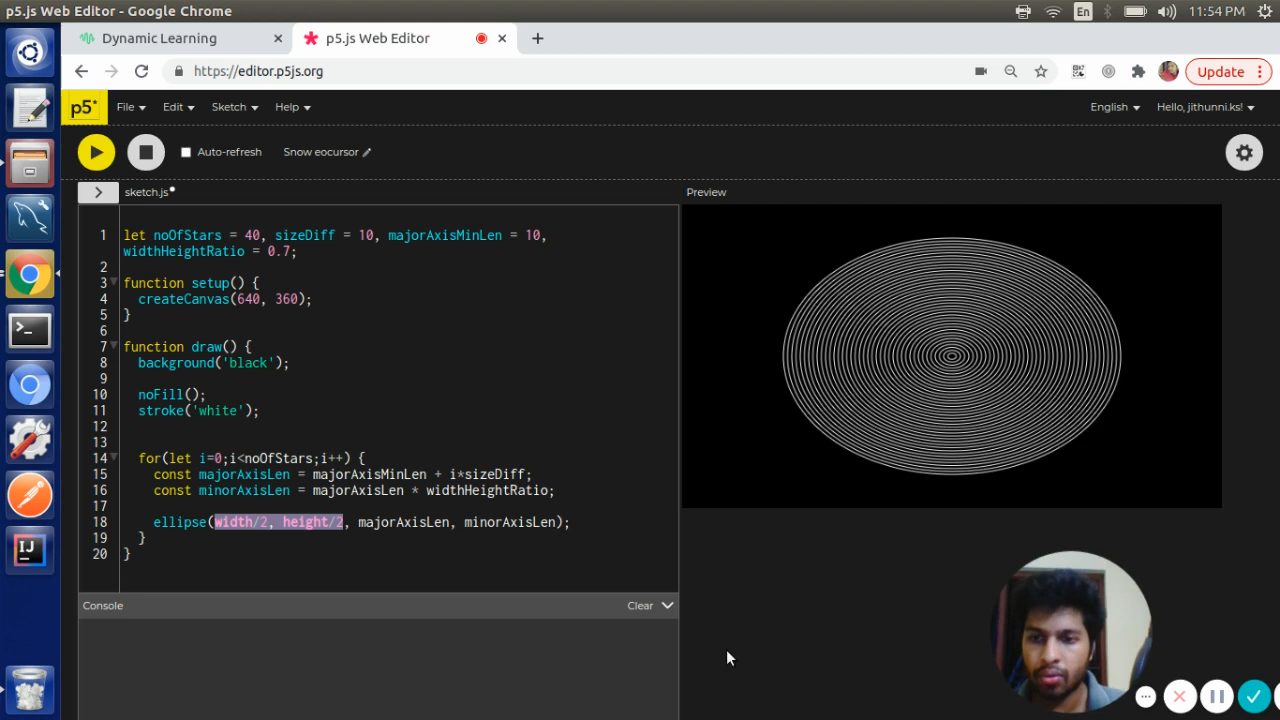 p5.js Web Editor - Google Chrome
En
11:54 PM
Dynamic Learning
p5.js Web Editor
https://editor.p5js.org
Update
p5*
File
Edit
Sketch
Help
English
Hello, jithunni.ks!
Auto-refresh
Snow eocursor
sketch.js
Preview
1 let noOfStars = 40, sizeDiff = 10, majorAxisMinLen = 10,
widthHeightRatio = 0.7;
2
3 function setup() {
4 createCanvas(640, 360);
5 }
6
7 function draw() {
8 background('black');
9
10 noFill();
11 stroke('white');
12
13
14 for(let i=0;i<noOfStars;i++) {
15 const majorAxisLen = majorAxisMinLen + i*sizeDiff;
16 const minorAxisLen = majorAxisLen * widthHeightRatio;
17
18 ellipse(width/2, height/2, majorAxisLen, minorAxisLen);
19 }
20 }
Console
Clear
IJ